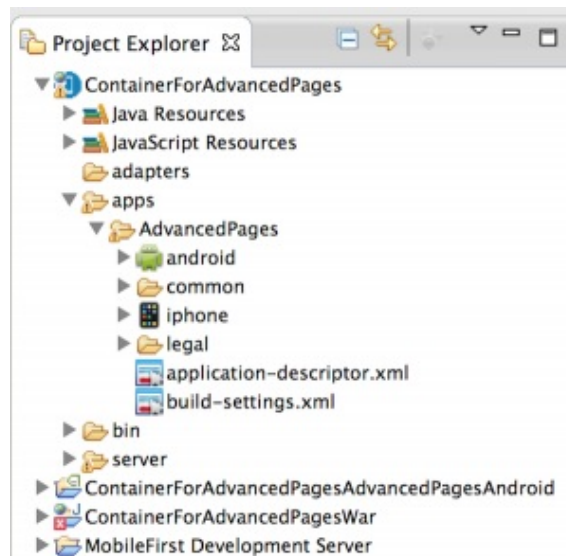 Project Explorer
ContainerForAdvancedPages
Java Resources
JavaScript Resources
adapters
apps
AdvancedPages
android
common
iphone
legal
application-descriptor.xml
build-settings.xml
bin
server
ContainerForAdvancedPagesAdvancedPagesAndroid
ContainerForAdvancedPagesWar
MobileFirst Development Server